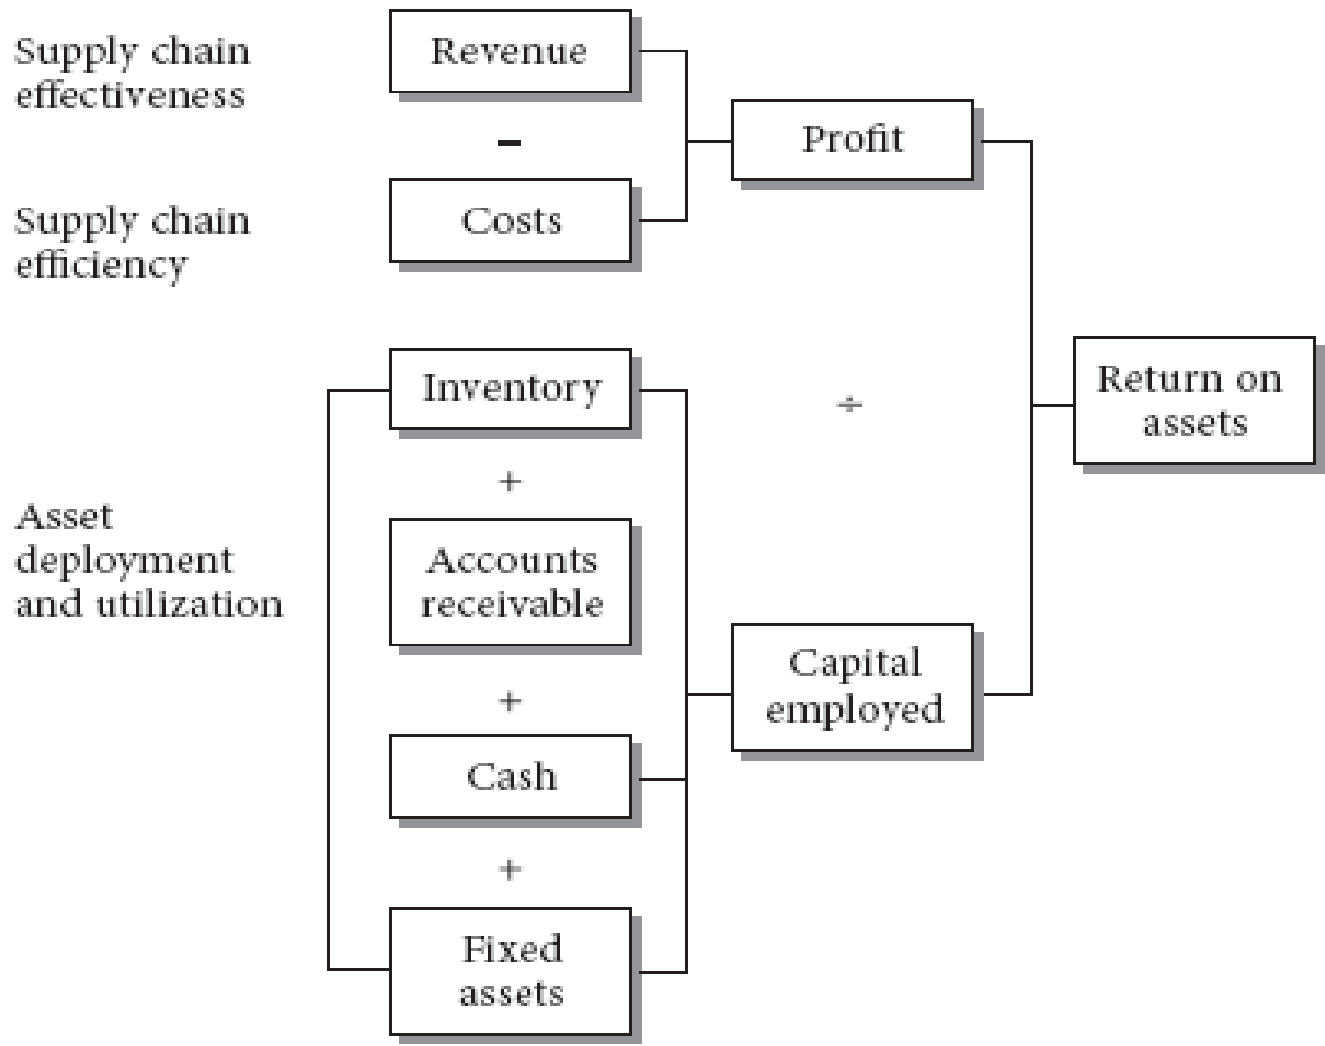 Supply chain
effectiveness
Revenue
−
Profit
Supply chain
efficiency
Costs
Inventory
÷
Return on
assets
+
Asset
deployment
and utilization
Accounts
receivable
+
Capital
employed
Cash
+
Fixed
assets